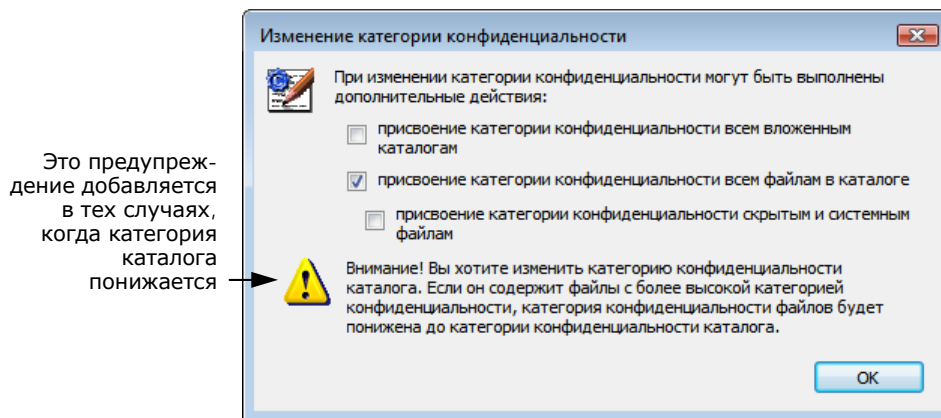 Изменение категории конфиденциальности
При изменении категории конфиденциальности могут быть выполнены
дополнительные действия:
присвоение категории конфиденциальности всем вложенным
каталогам
присвоение категории конфиденциальности всем файлам в каталоге
присвоение категории конфиденциальности скрытым и системным
файлам
Это предупреж-
дение добавляется
в тех случаях,
когда категория
каталога
понижается
Внимание! Вы хотите изменить категорию конфиденциальности
каталога. Если он содержит файлы с более высокой категорией
конфиденциальности, категория конфиденциальности файлов будет
понижена до категории конфиденциальности каталога.
ОК